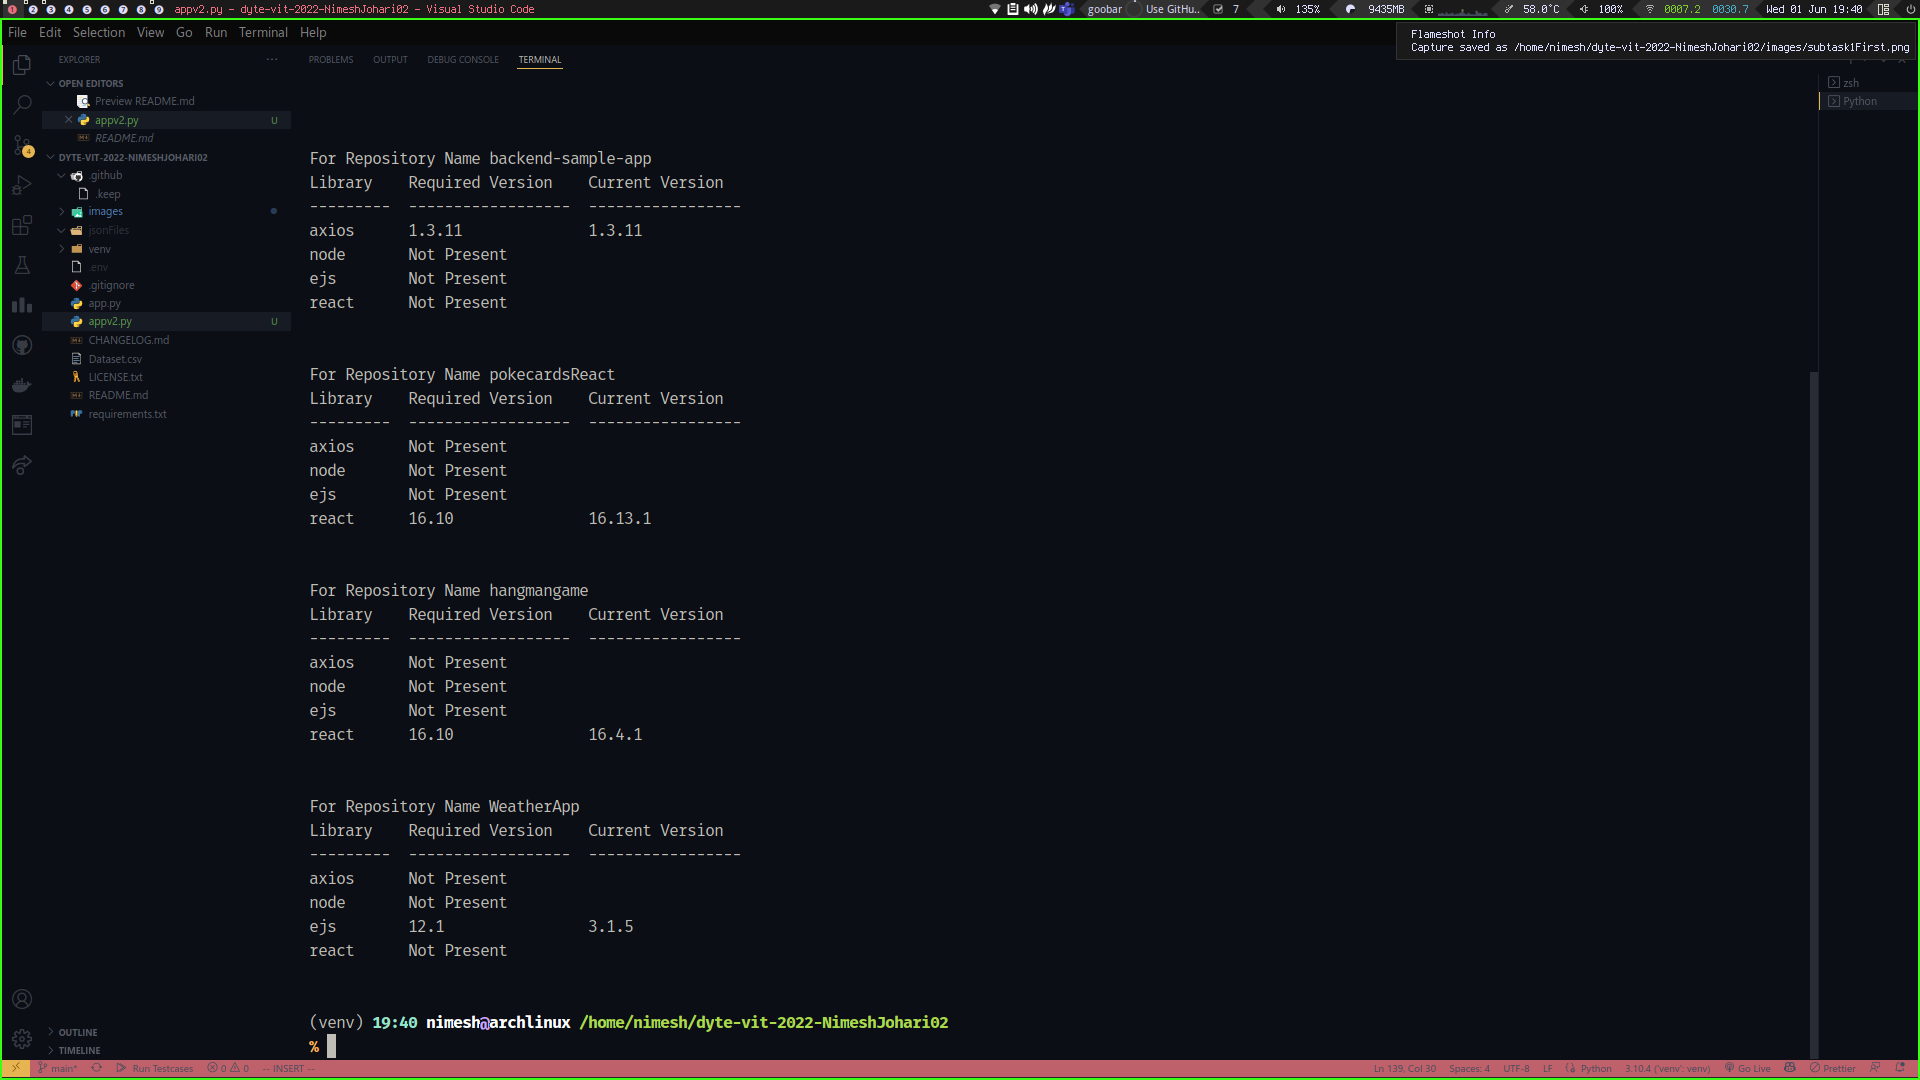 1 2 3 4 5 6 7 8 9 appv2.py - dyte-vit-2022-NimeshJohari02 - Visual Studio Code
goobar Use GitHu.. 7 135% 9435MB 58.0°C 100% 0007.2 0030.7 Wed 01 Jun 19:40
File Edit Selection View Go Run Terminal Help
Flameshot Info
Capture saved as /home/nimesh/dyte-vit-2022-NimeshJohari02/images/subtask1First.png
EXPLORER
OPEN EDITORS
Preview README.md
appv2.py U
README.md
DYTE-VIT-2022-NIMESHJOHARI02
.github
.keep
images
jsonFiles
venv
.env
.gitignore
app.py
appv2.py U
CHANGELOG.md
Dataset.csv
LICENSE.txt
README.md
requirements.txt
OUTLINE
TIMELINE
4
PROBLEMS OUTPUT DEBUG CONSOLE TERMINAL
For Repository Name backend-sample-app
Library Required Version Current Version
--------- ------------------ -----------------
axios 1.3.11 1.3.11
node Not Present
ejs Not Present
react Not Present
For Repository Name pokecardsReact
Library Required Version Current Version
--------- ------------------ -----------------
axios Not Present
node Not Present
ejs Not Present
react 16.10 16.13.1
For Repository Name hangmangame
Library Required Version Current Version
--------- ------------------ -----------------
axios Not Present
node Not Present
ejs Not Present
react 16.10 16.4.1
For Repository Name WeatherApp
Library Required Version Current Version
--------- ------------------ -----------------
axios Not Present
node Not Present
ejs 12.1 3.1.5
react Not Present
(venv) 19:40 nimesh@archlinux /home/nimesh/dyte-vit-2022-NimeshJohari02
%
zsh
Python
main* Run Testcases 0 0 -- INSERT -- Ln 139, Col 30 Spaces: 4 UTF-8 LF Python 3.10.4 ('venv': venv) Go Live Prettier